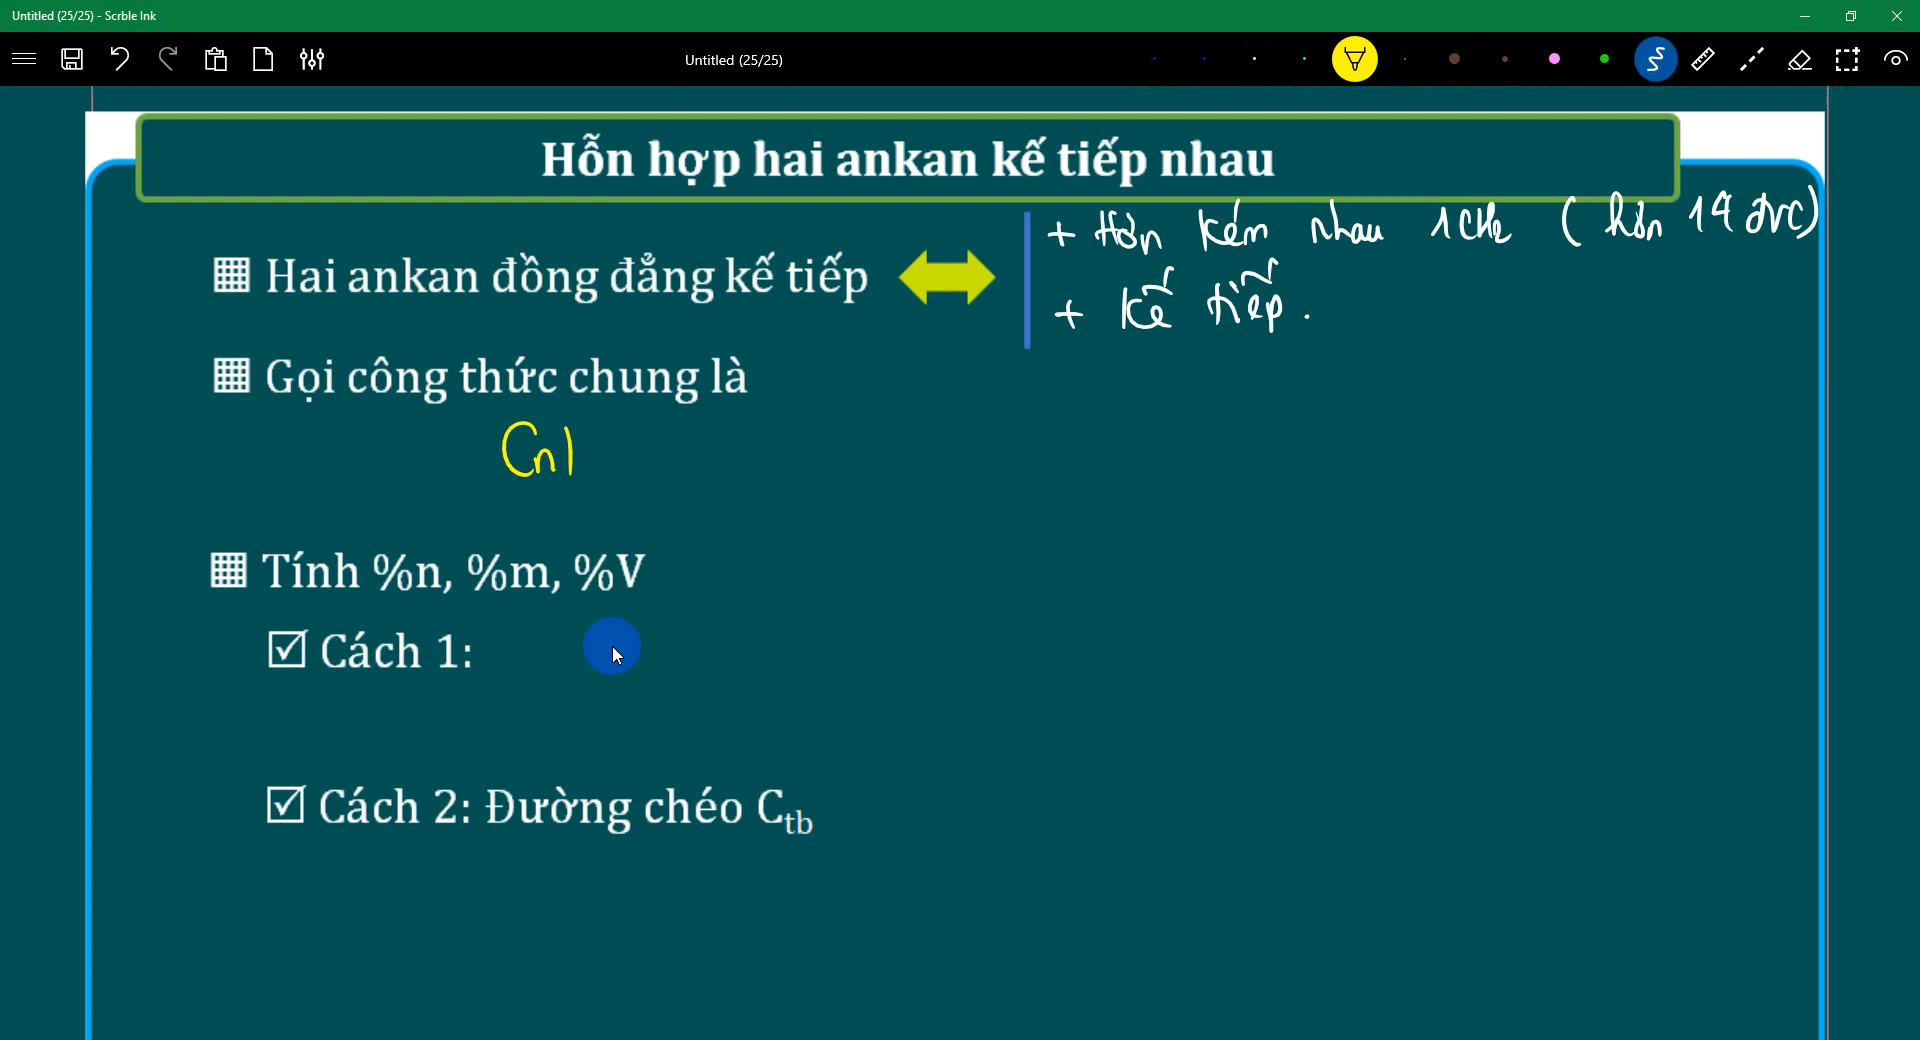 Untitled (25/25) - Scrble Ink
Untitled (25/25)
Hỗn hợp hai ankan kế tiếp nhau
+ Hơn kém nhau 1CH2 (hơn 14 đvC)
Hai ankan đồng đẳng kế tiếp
+ kế tiếp.
Gọi công thức chung là
Cn
Tính %n, %m, %V
Cách 1:
Cách 2: Đường chéo Ctb